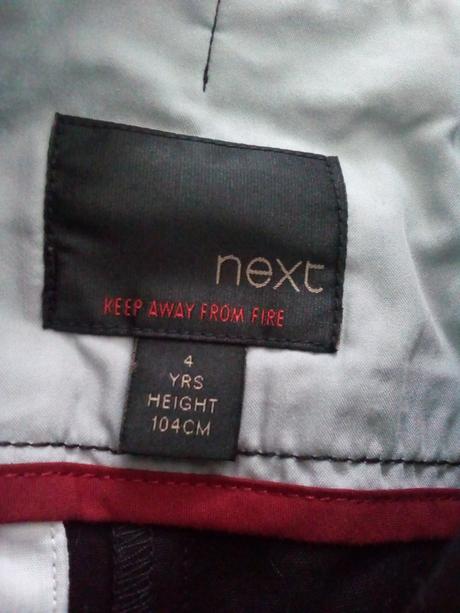 next
KEEP AWAY FROM FIRE
4
YRS
HEIGHT
104CM